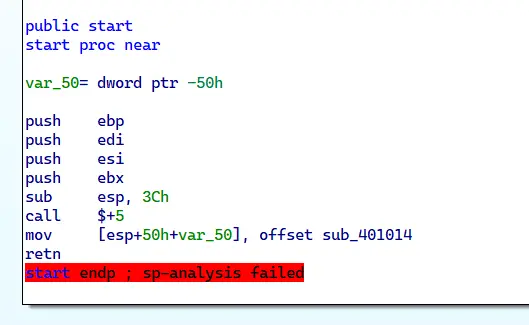 public start
start proc near
var_50= dword ptr -50h
push    ebp
push    edi
push    esi
push    ebx
sub     esp, 3Ch
call    $+5
mov     [esp+50h+var_50], offset sub_401014
retn
start endp ; sp-analysis failed